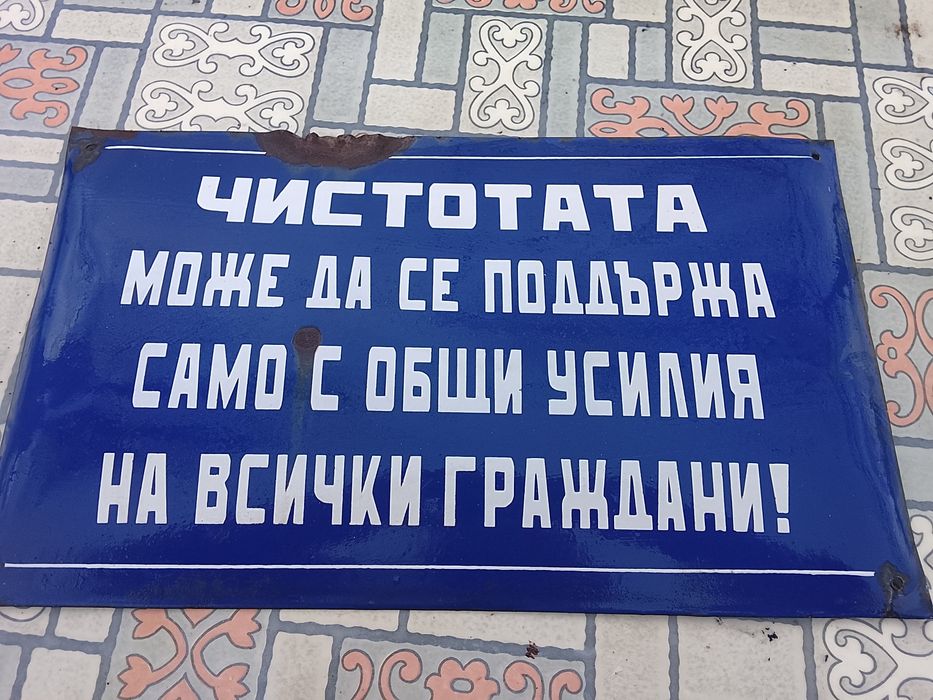 ЧИСТОТАТА
МОЖЕ ДА СЕ ПОДДЪРЖА
САМО С ОБЩИ УСИЛИЯ
НА ВСИЧКИ ГРАЖДАНИ!